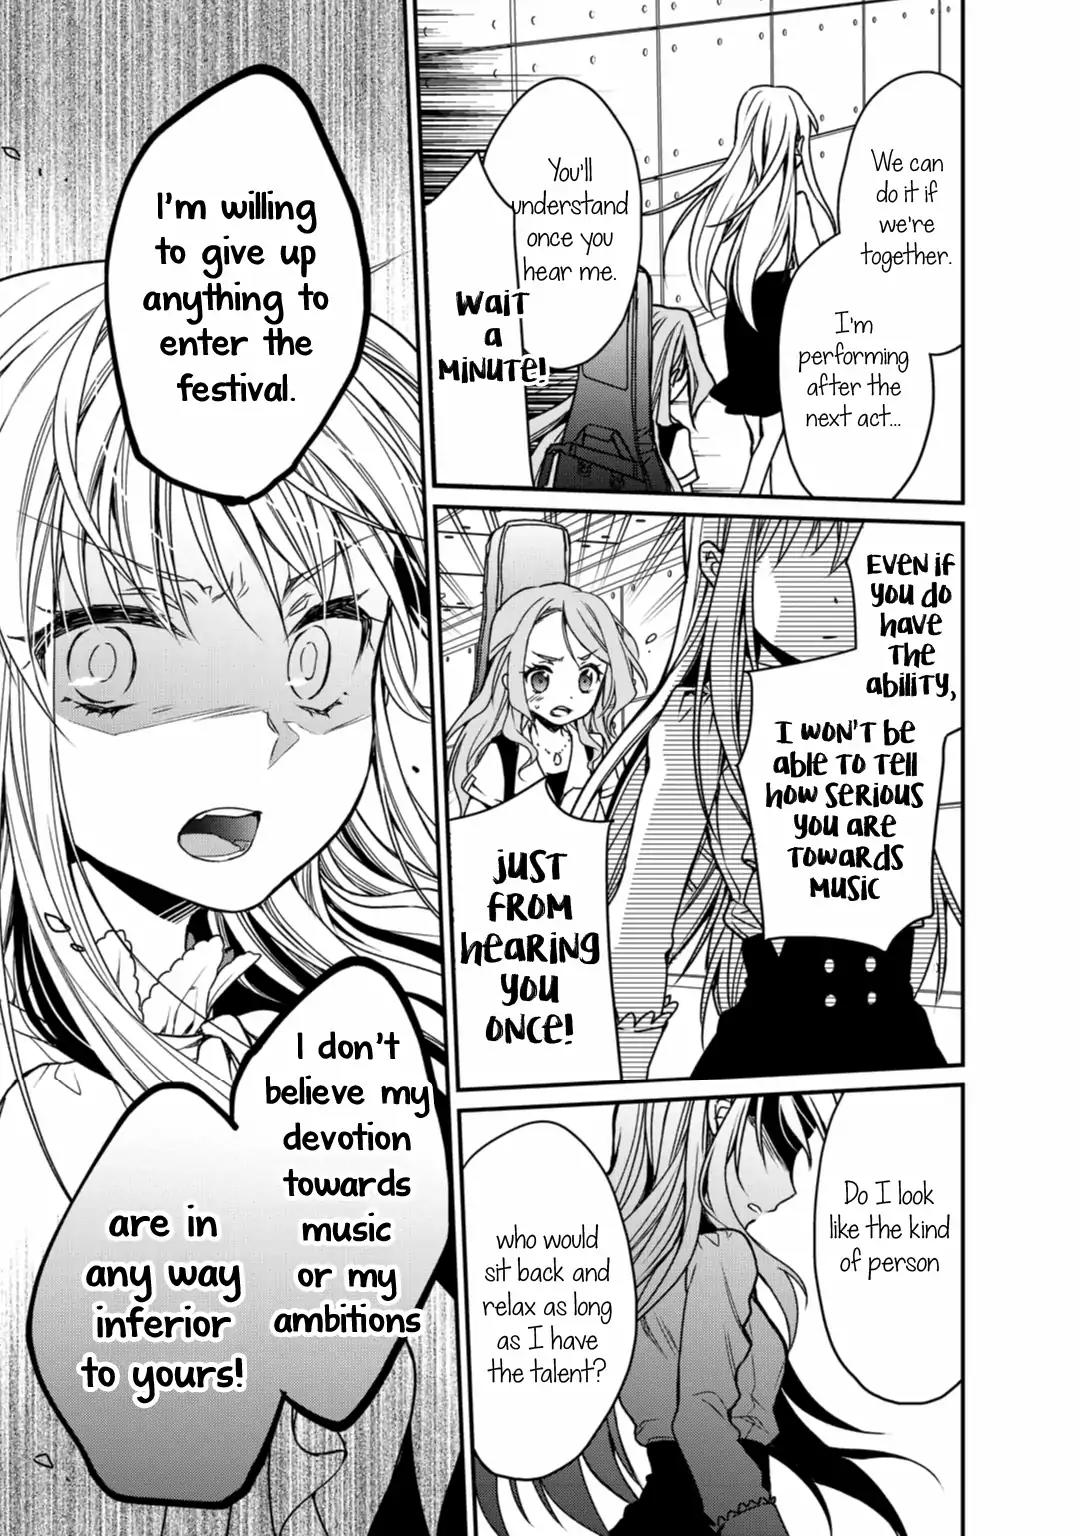 We can
do it if
we're
together.
I'm
performing
after the
next act...
You'll
understand
once you
hear me.
Wait
a
minute!
Even if
you do
have
the
ability,
I won't be
able to tell
how serious
you are
towards
music
just
from
hearing
you
once!
Do I look
like the kind
of person
who would
sit back and
relax as long
as I have
the talent?
I'm willing
to give up
anything to
enter the
festival.
I don't
believe my
devotion
towards
music
or my
ambitions
are in
any way
inferior
to yours!